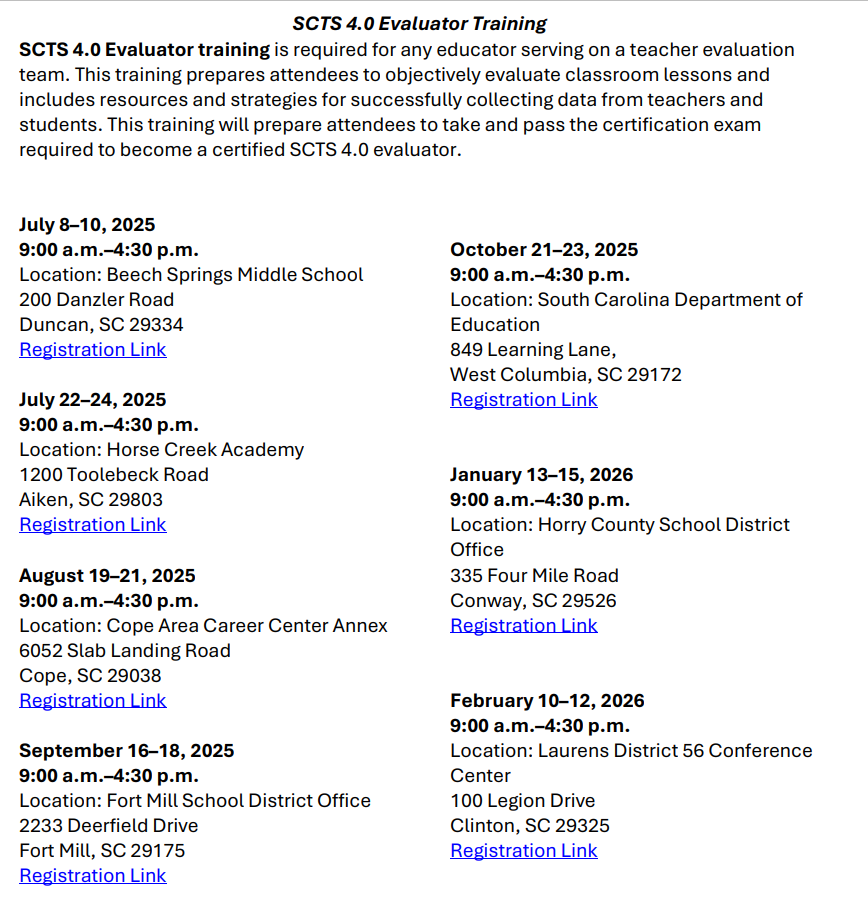 SCTS 4.0 Evaluator Training
SCTS 4.0 Evaluator training is required for any educator serving on a teacher evaluation
team. This training prepares attendees to objectively evaluate classroom lessons and
includes resources and strategies for successfully collecting data from teachers and
students. This training will prepare attendees to take and pass the certification exam
required to become a certified SCTS 4.0 evaluator.
July 8–10, 2025
9:00 a.m.–4:30 p.m.
Location: Beech Springs Middle School
200 Danzler Road
Duncan, SC 29334
Registration Link
July 22–24, 2025
9:00 a.m.–4:30 p.m.
Location: Horse Creek Academy
1200 Toolebeck Road
Aiken, SC 29803
Registration Link
August 19–21, 2025
9:00 a.m.–4:30 p.m.
Location: Cope Area Career Center Annex
6052 Slab Landing Road
Cope, SC 29038
Registration Link
September 16–18, 2025
9:00 a.m.–4:30 p.m.
Location: Fort Mill School District Office
2233 Deerfield Drive
Fort Mill, SC 29175
Registration Link
October 21–23, 2025
9:00 a.m.–4:30 p.m.
Location: South Carolina Department of
Education
849 Learning Lane,
West Columbia, SC 29172
Registration Link
January 13–15, 2026
9:00 a.m.–4:30 p.m.
Location: Horry County School District
Office
335 Four Mile Road
Conway, SC 29526
Registration Link
February 10–12, 2026
9:00 a.m.–4:30 p.m.
Location: Laurens District 56 Conference
Center
100 Legion Drive
Clinton, SC 29325
Registration Link